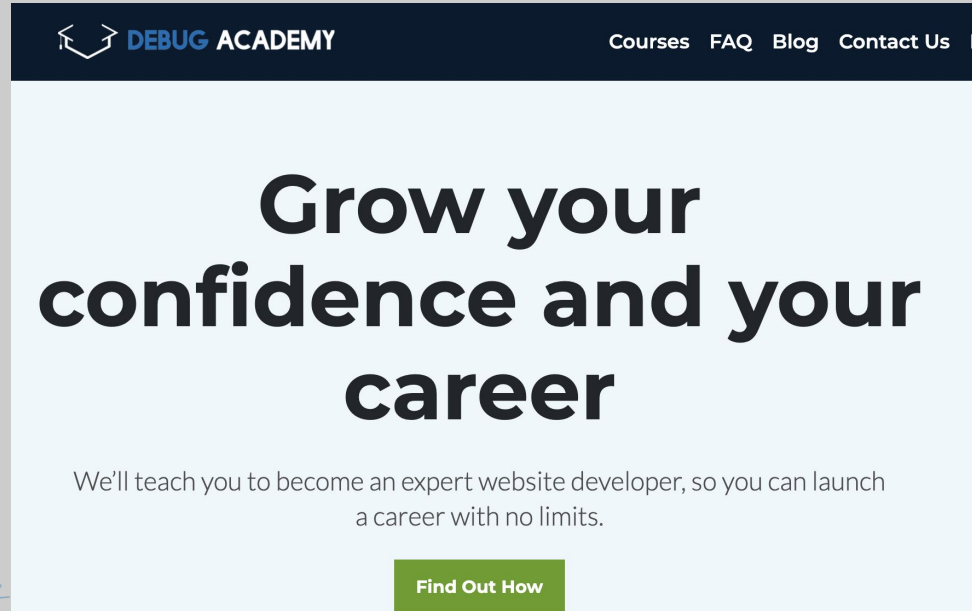 DEBUG ACADEMY
Courses FAQ Blog Contact Us
Grow your
confidence and your
career
We'll teach you to become an expert website developer, so you can launch
a career with no limits.
Find Out How